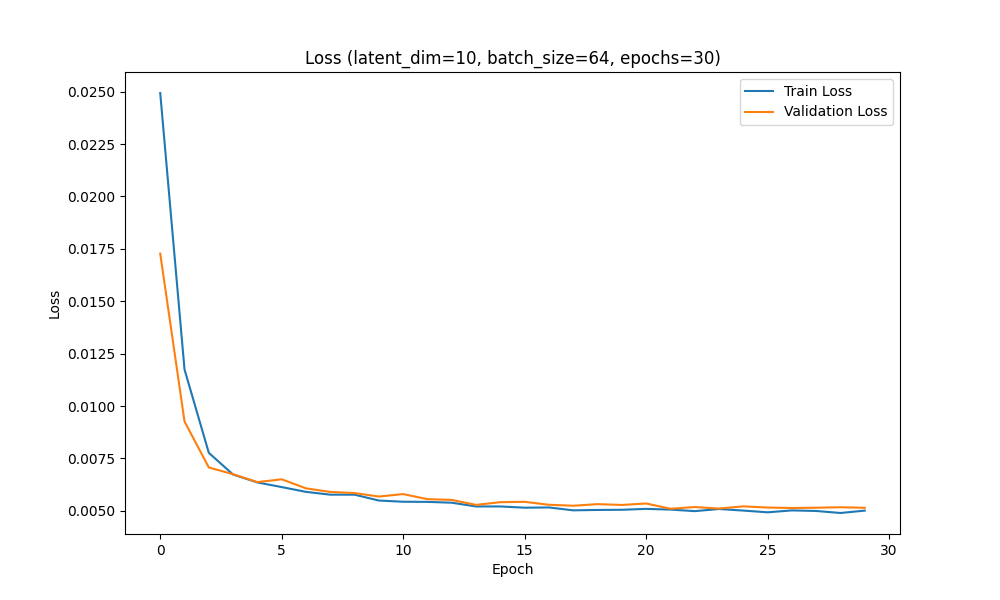 Loss (latent_dim=10, batch_size=64, epochs=30)
Train Loss
Validation Loss
0.0250
0.0225
0.0200
0.0175
0.0150
0.0125
0.0100
0.0075
0.0050
Loss
0 5 10 15 20 25 30
Epoch